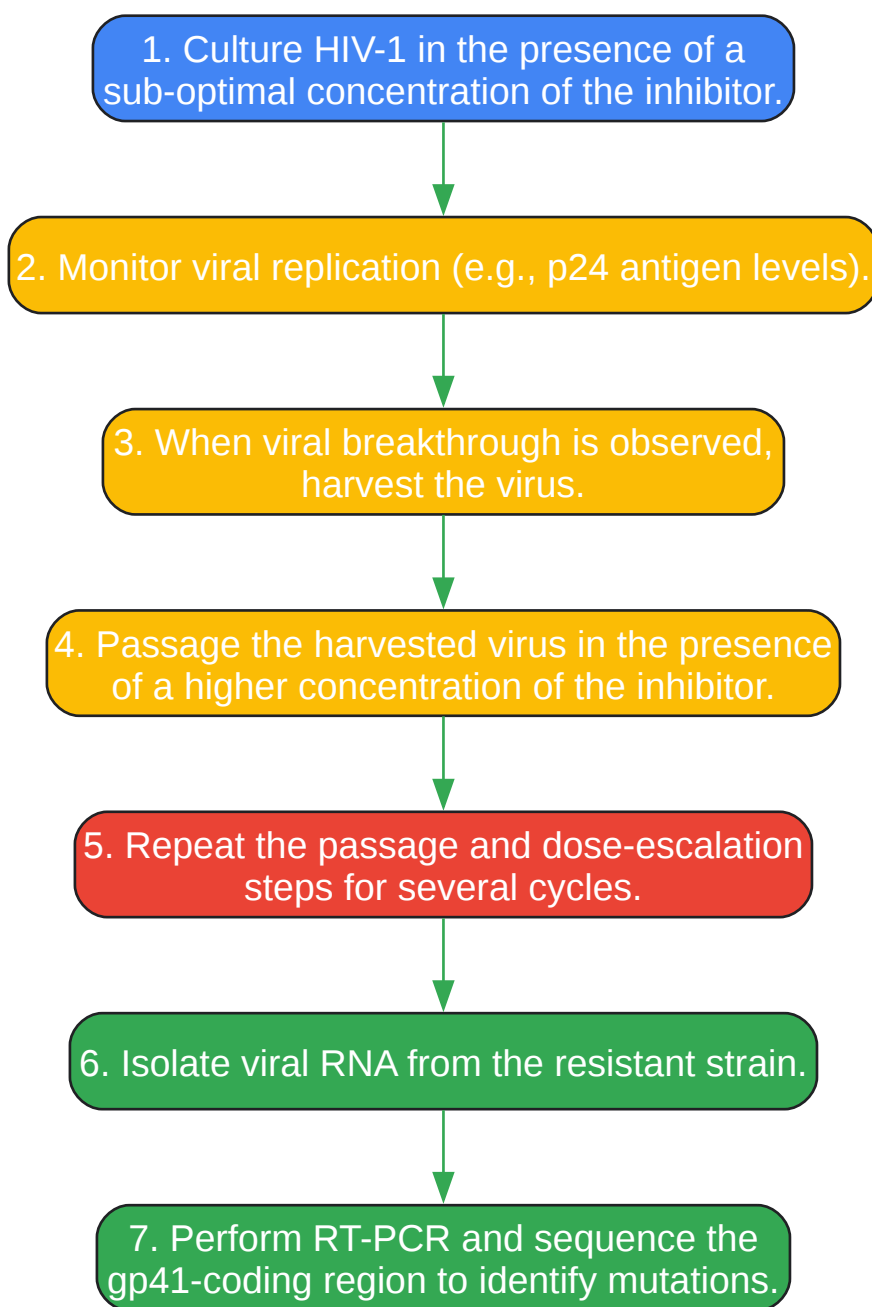 1. Culture HIV-1 in the presence of a
sub-optimal concentration of the inhibitor.
2. Monitor viral replication (e.g., p24 antigen levels).
3. When viral breakthrough is observed,
harvest the virus.
4. Passage the harvested virus in the presence
of a higher concentration of the inhibitor.
5. Repeat the passage and dose-escalation
steps for several cycles.
6. Isolate viral RNA from the resistant strain.
7. Perform RT-PCR and sequence the
gp41-coding region to identify mutations.